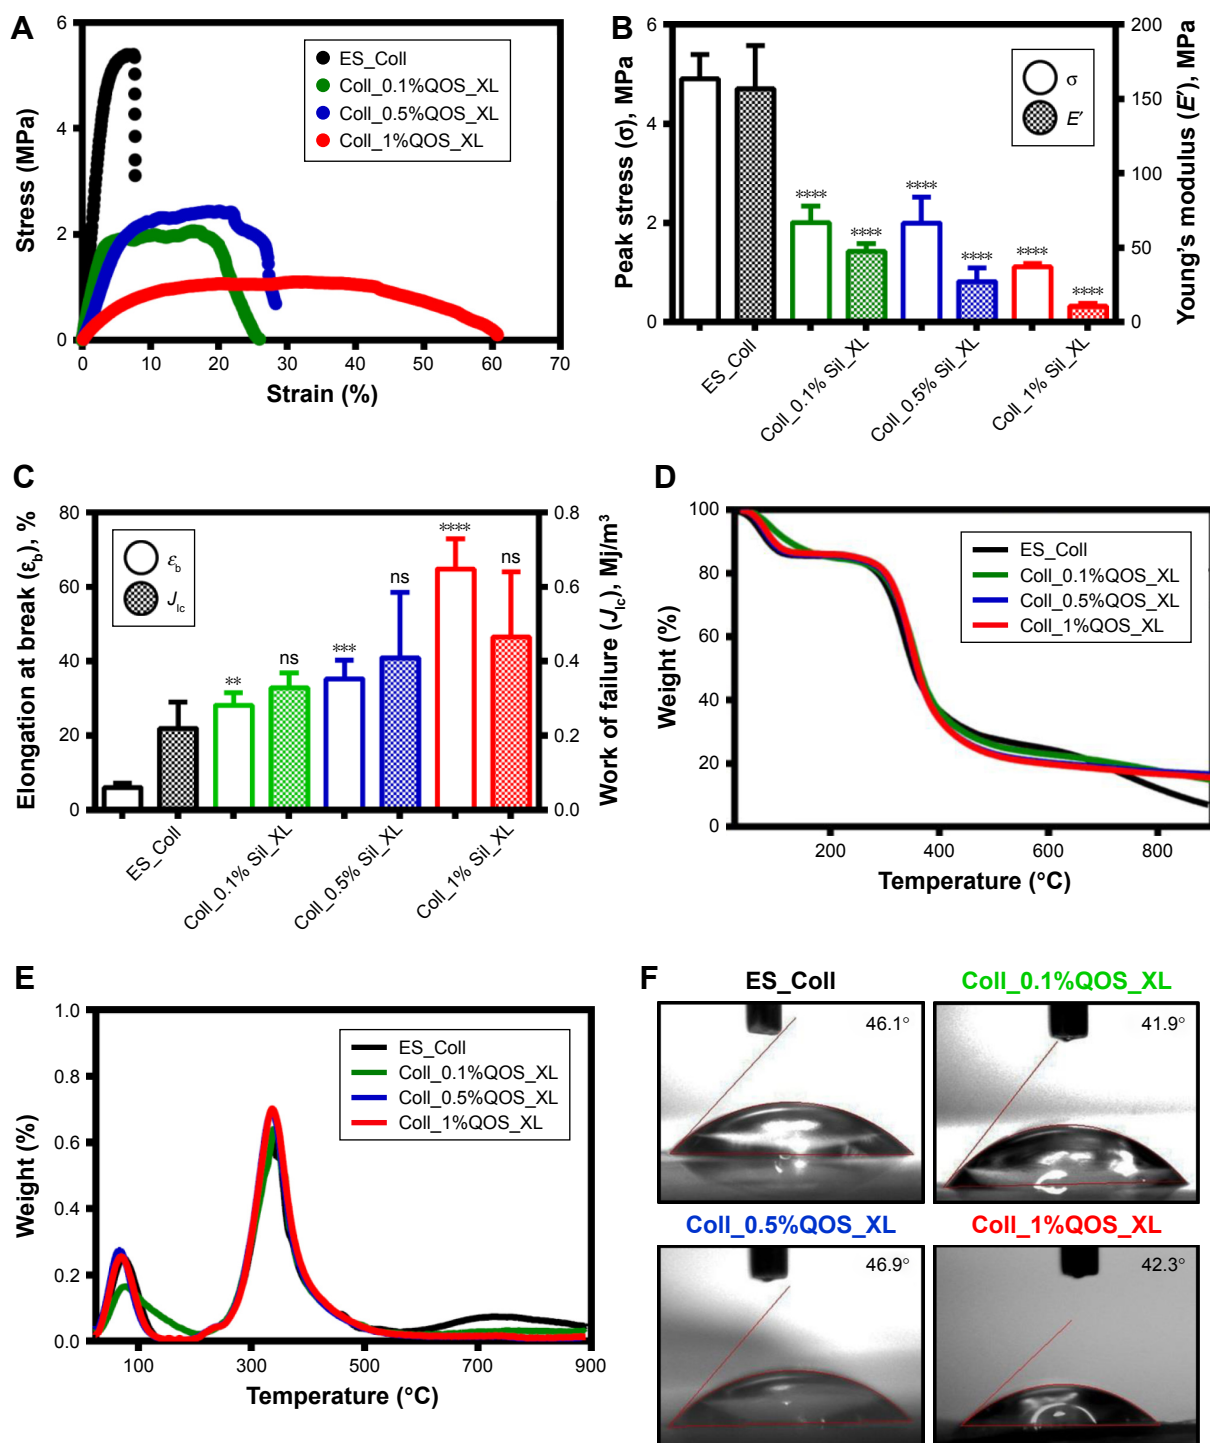 A
Stress (MPa)
6
4
2
0
0 10 20 30 40 50 60 70
Strain (%)
ES_Coll
Coll_0.1%QOS_XL
Coll_0.5%QOS_XL
Coll_1%QOS_XL
B
Peak stress (σ), MPa
6
4
2
0
Young's modulus (E′), MPa
200
150
100
50
0
σ
E′
**** **** **** **** **** ****
ES_Coll
Coll_0.1% Sil_XL
Coll_0.5% Sil_XL
Coll_1% Sil_XL
C
Elongation at break (εb), %
80
60
40
20
0
Work of failure (JIc), Mj/m³
0.8
0.6
0.4
0.2
0.0
εb
JIc
** ns *** ns **** ns
ES_Coll
Coll_0.1% Sil_XL
Coll_0.5% Sil_XL
Coll_1% Sil_XL
D
Weight (%)
100
80
60
40
20
0
200 400 600 800
Temperature (°C)
ES_Coll
Coll_0.1%QOS_XL
Coll_0.5%QOS_XL
Coll_1%QOS_XL
E
Weight (%)
1.0
0.8
0.6
0.4
0.2
0.0
100 300 500 700 900
Temperature (°C)
ES_Coll
Coll_0.1%QOS_XL
Coll_0.5%QOS_XL
Coll_1%QOS_XL
F
ES_Coll
46.1°
Coll_0.1%QOS_XL
41.9°
Coll_0.5%QOS_XL
46.9°
Coll_1%QOS_XL
42.3°